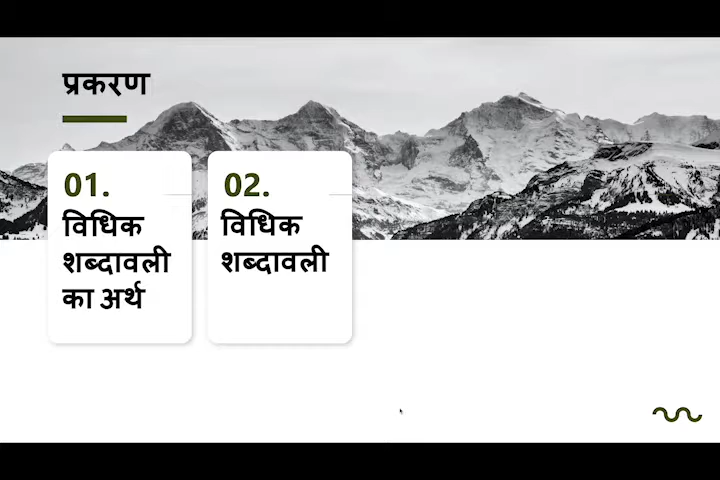 प्रकरण
01.
विधिक
शब्दावली
का अर्थ
02.
विधिक
शब्दावली